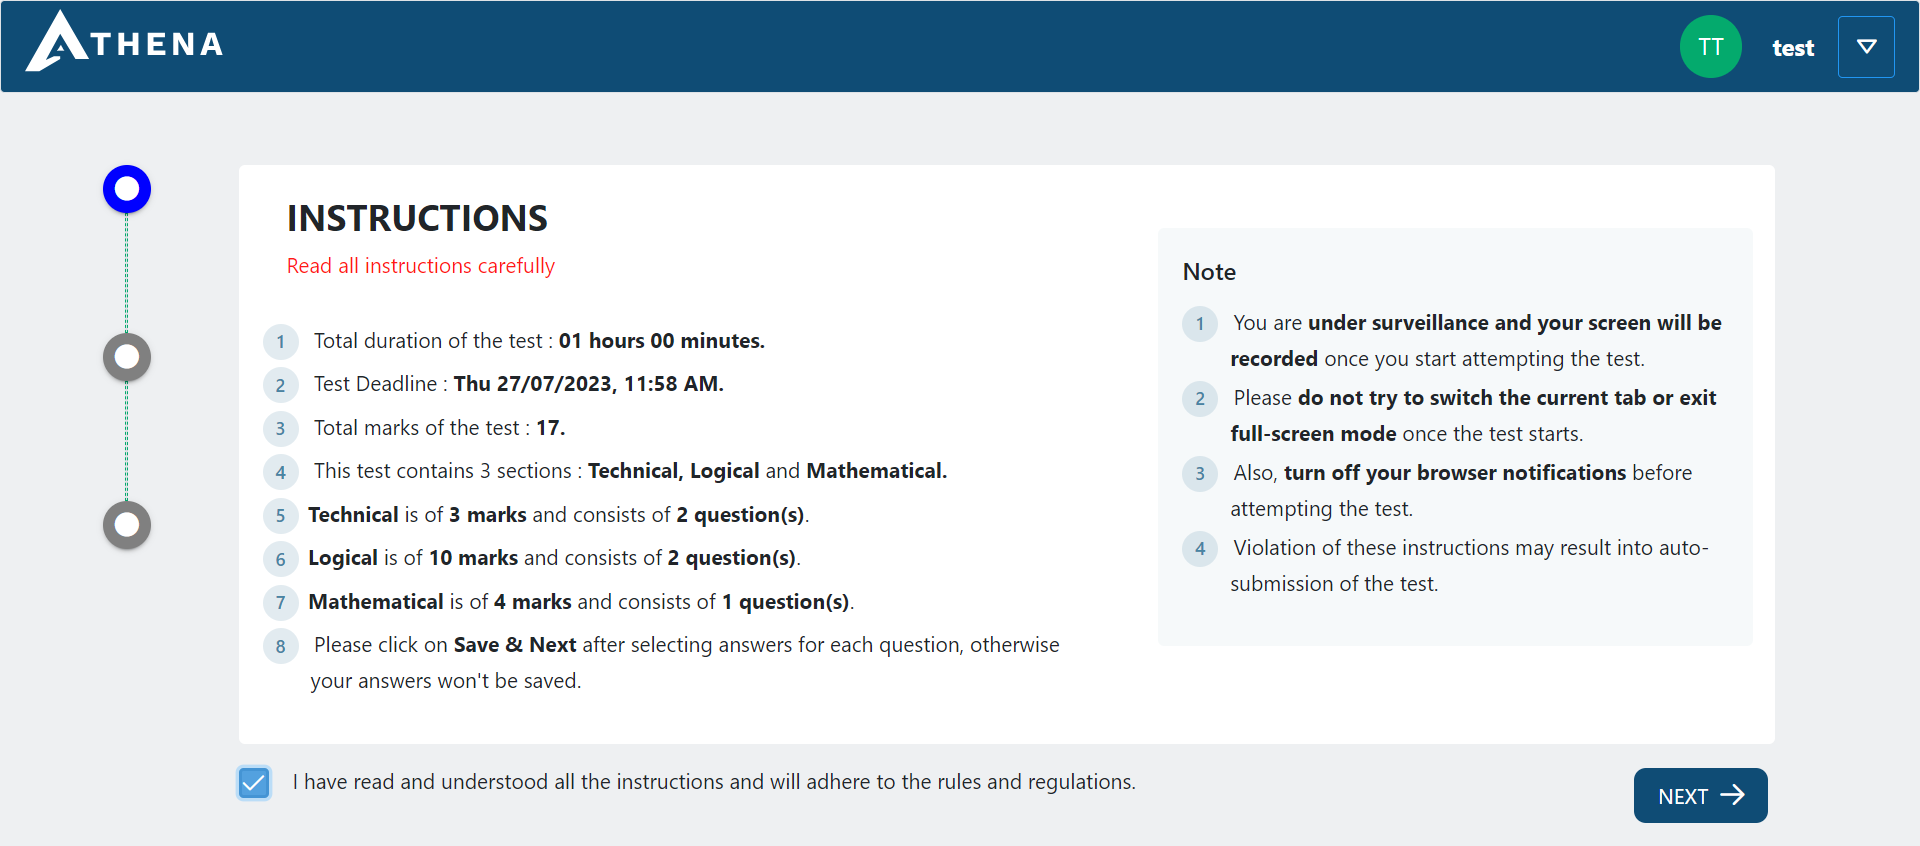 ATHENA
TT
test
INSTRUCTIONS
Read all instructions carefully
1 Total duration of the test : 01 hours 00 minutes.
2 Test Deadline : Thu 27/07/2023, 11:58 AM.
3 Total marks of the test : 17.
4 This test contains 3 sections : Technical, Logical and Mathematical.
5 Technical is of 3 marks and consists of 2 question(s).
6 Logical is of 10 marks and consists of 2 question(s).
7 Mathematical is of 4 marks and consists of 1 question(s).
8 Please click on Save & Next after selecting answers for each question, otherwise
your answers won't be saved.
Note
1 You are under surveillance and your screen will be
recorded once you start attempting the test.
2 Please do not try to switch the current tab or exit
full-screen mode once the test starts.
3 Also, turn off your browser notifications before
attempting the test.
4 Violation of these instructions may result into auto-
submission of the test.
I have read and understood all the instructions and will adhere to the rules and regulations.
NEXT